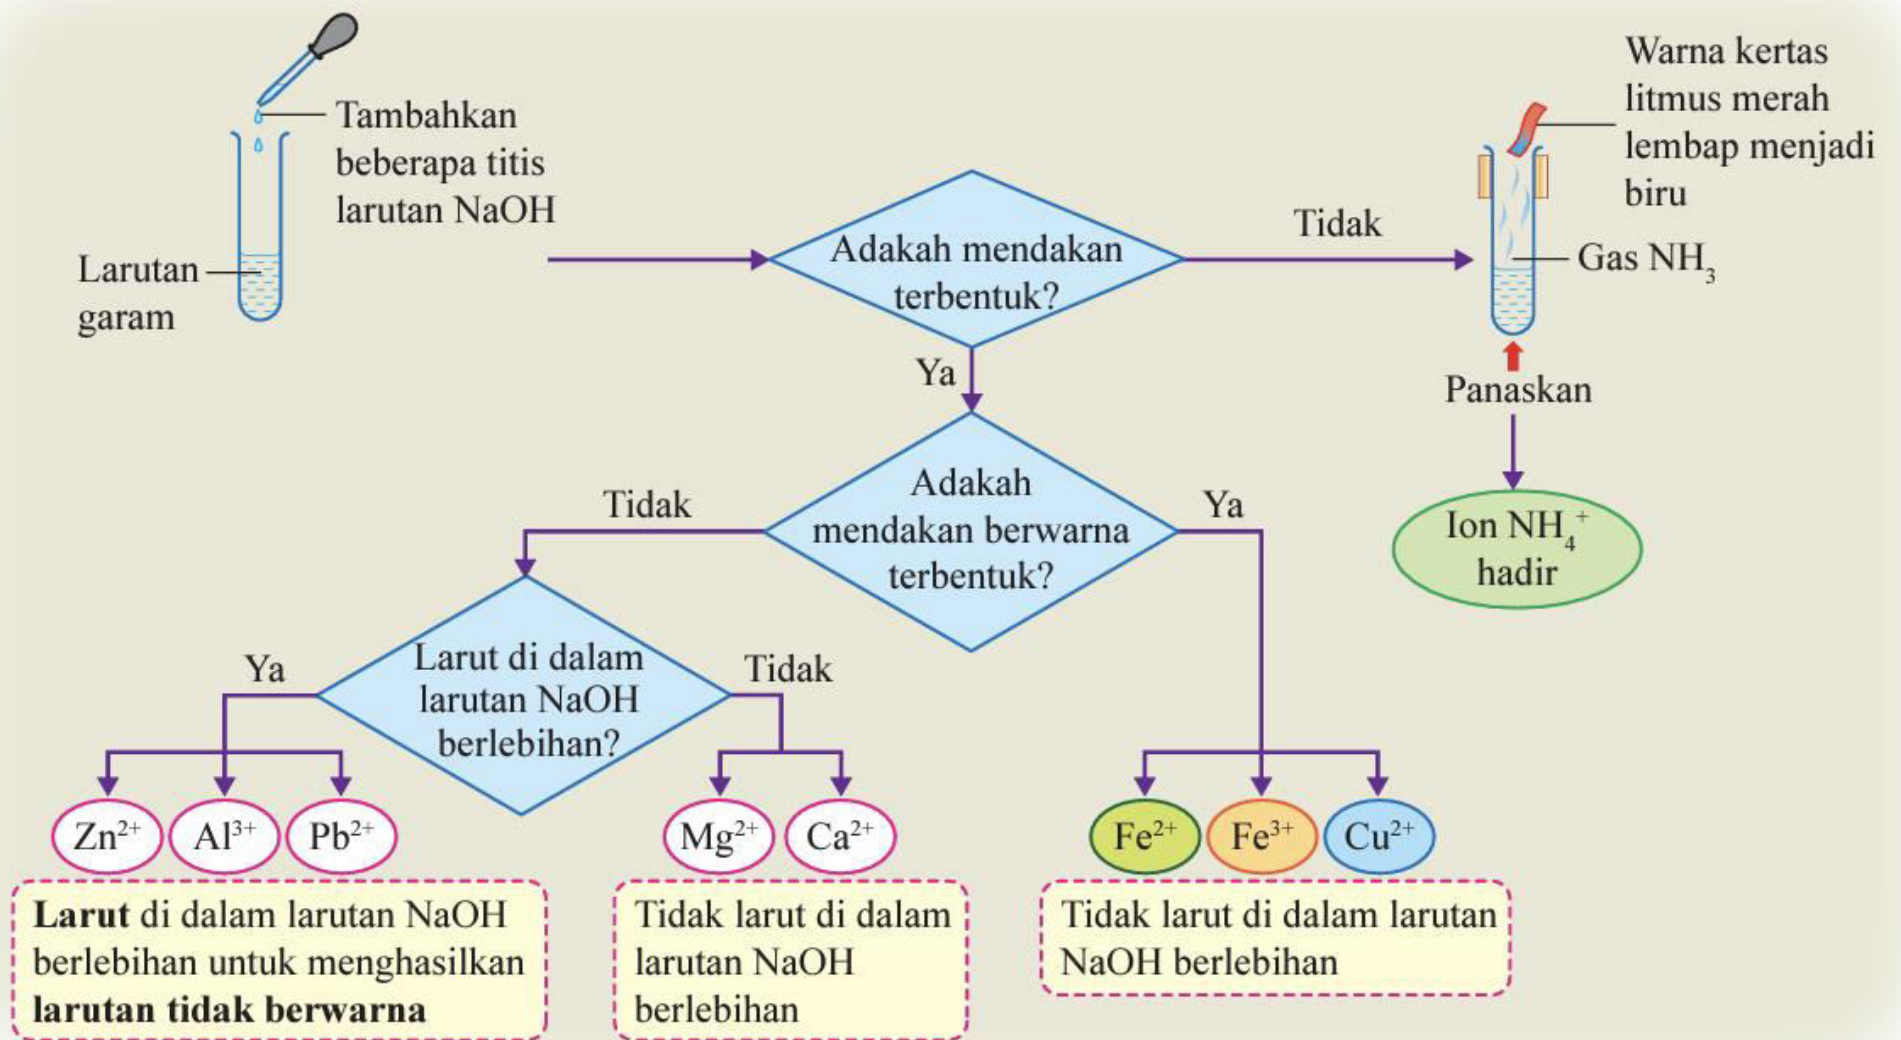 Tambahkan
beberapa titis
larutan NaOH
Larutan
garam
Adakah mendakan
terbentuk?
Tidak
Warna kertas
litmus merah
lembap menjadi
biru
Gas NH₃
Panaskan
Ion NH₄⁺
hadir
Ya
Adakah
mendakan berwarna
terbentuk?
Tidak
Ya
Larut di dalam
larutan NaOH
berlebihan?
Ya
Tidak
Zn²⁺
Al³⁺
Pb²⁺
Mg²⁺
Ca²⁺
Fe²⁺
Fe³⁺
Cu²⁺
Larut di dalam larutan NaOH
berlebihan untuk menghasilkan
larutan tidak berwarna
Tidak larut di dalam
larutan NaOH
berlebihan
Tidak larut di dalam larutan
NaOH berlebihan